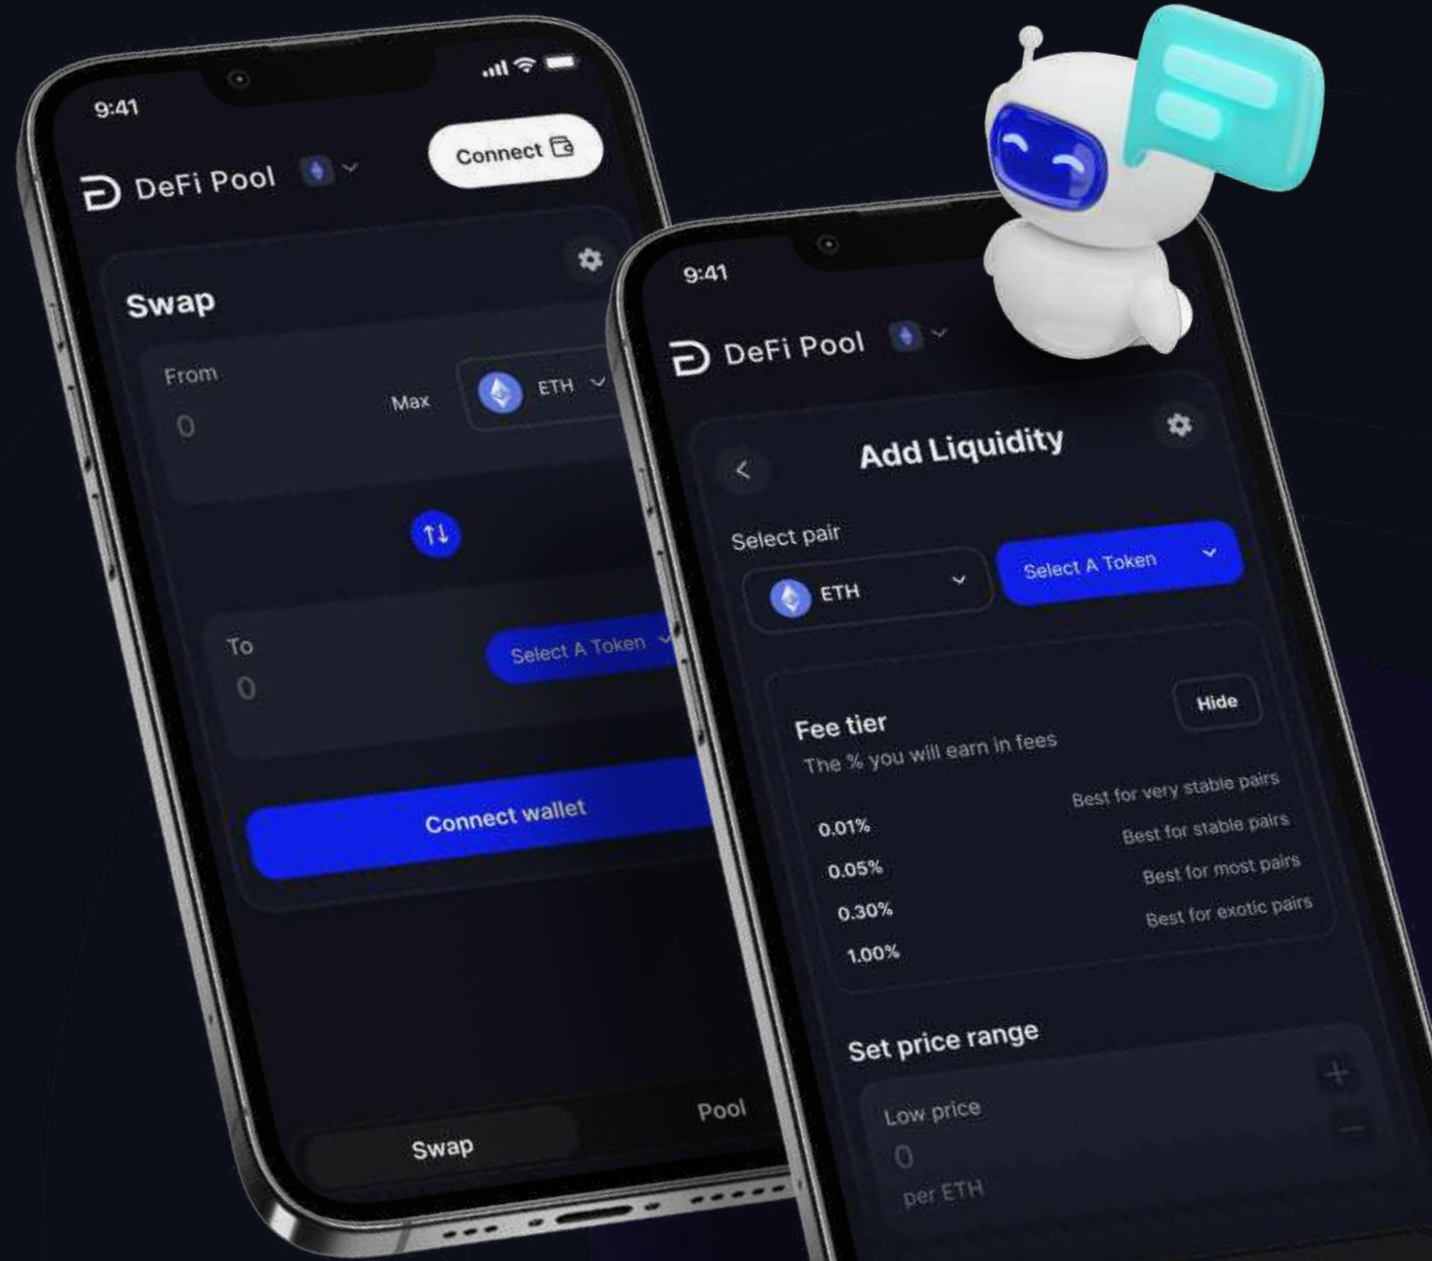 9:41
DeFi Pool
Connect
Swap
From
0
Max
ETH
To
0
Select A Token
Connect wallet
Swap
Pool
9:41
DeFi Pool
Add Liquidity
Select pair
ETH
Select A Token
Fee tier
Hide
The % you will earn in fees
0.01% Best for very stable pairs
0.05% Best for stable pairs
0.30% Best for most pairs
1.00% Best for exotic pairs
Set price range
Low price
0
per ETH